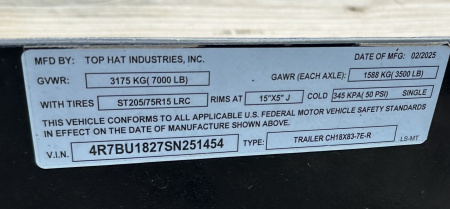 MFD BY: TOP HAT INDUSTRIES, INC. DATE OF MFG: 02/2025
GVWR: 3175 KG( 7000 LB) GAWR (EACH AXLE): 1588 KG( 3500 LB)
WITH TIRES ST205/75R15 LRC RIMS AT 15"X5" J COLD 345 KPA( 50 PSI) SINGLE
THIS VEHICLE CONFORMS TO ALL APPLICABLE U.S. FEDERAL MOTOR VEHICLE SAFETY STANDARDS
IN EFFECT ON THE DATE OF MANUFACTURE SHOWN ABOVE.
V.I.N. 4R7BU1827SN251454 TYPE: TRAILER CH18X83-7E-R LS-MT